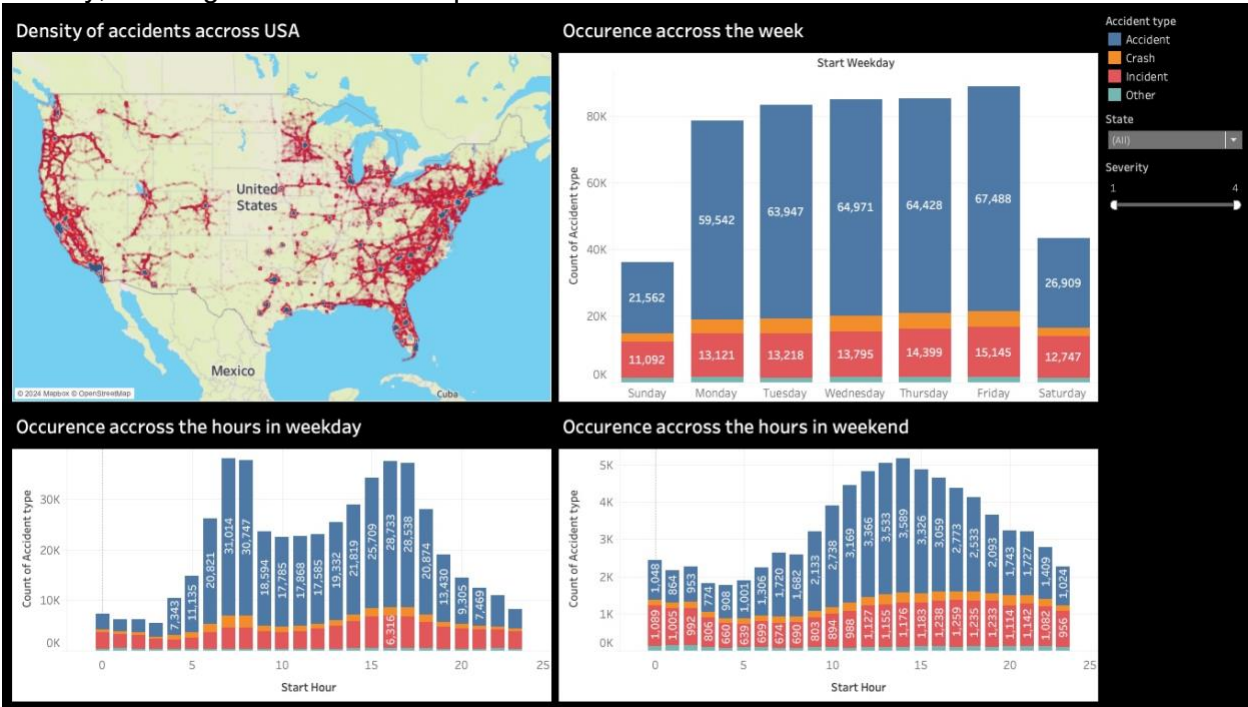 Density of accidents accross USA
United
States
Mexico
Cuba
© 2024 Mapbox © OpenStreetMap
Occurence accross the week
Start Weekday
Count of Accident type
80K
60K
40K
20K
0K
21,562
59,542
63,947
64,971
64,428
67,488
26,909
11,092
13,121
13,218
13,795
14,399
15,145
12,747
Sunday
Monday
Tuesday
Wednesday
Thursday
Friday
Saturday
Accident type
Accident
Crash
Incident
Other
State
(All)
Severity
1
4
Occurence accross the hours in weekday
Count of Accident type
30K
20K
10K
0K
7,343
11,135
20,821
31,014
30,747
18,594
17,785
17,868
17,585
19,332
21,819
25,709
28,733
28,538
20,874
13,430
9,305
7,469
6,316
0
5
10
15
20
25
Start Hour
Occurence accross the hours in weekend
Count of Accident type
5K
4K
3K
2K
1K
0K
1,048
864
953
774
908
1,001
1,306
1,720
1,682
2,133
2,738
3,169
3,366
3,533
3,589
3,326
3,059
2,773
2,533
2,093
1,743
1,727
1,409
1,024
1,089
1,005
992
806
660
639
699
674
690
803
894
988
1,127
1,155
1,176
1,183
1,238
1,259
1,235
1,233
1,114
1,142
1,082
956
0
5
10
15
20
25
Start Hour